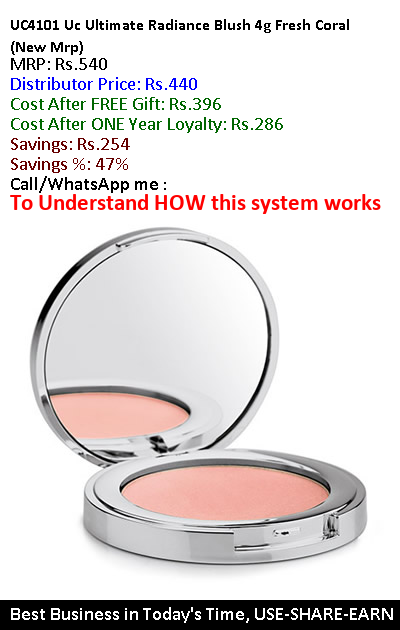 UC4101 Uc Ultimate Radiance Blush 4g Fresh Coral
(New Mrp)
MRP: Rs.540
Distributor Price: Rs.440
Cost After FREE Gift: Rs.396
Cost After ONE Year Loyalty: Rs.286
Savings: Rs.254
Savings %: 47%
Call/WhatsApp me :
To Understand HOW this system works
Best Business in Today's Time, USE-SHARE-EARN